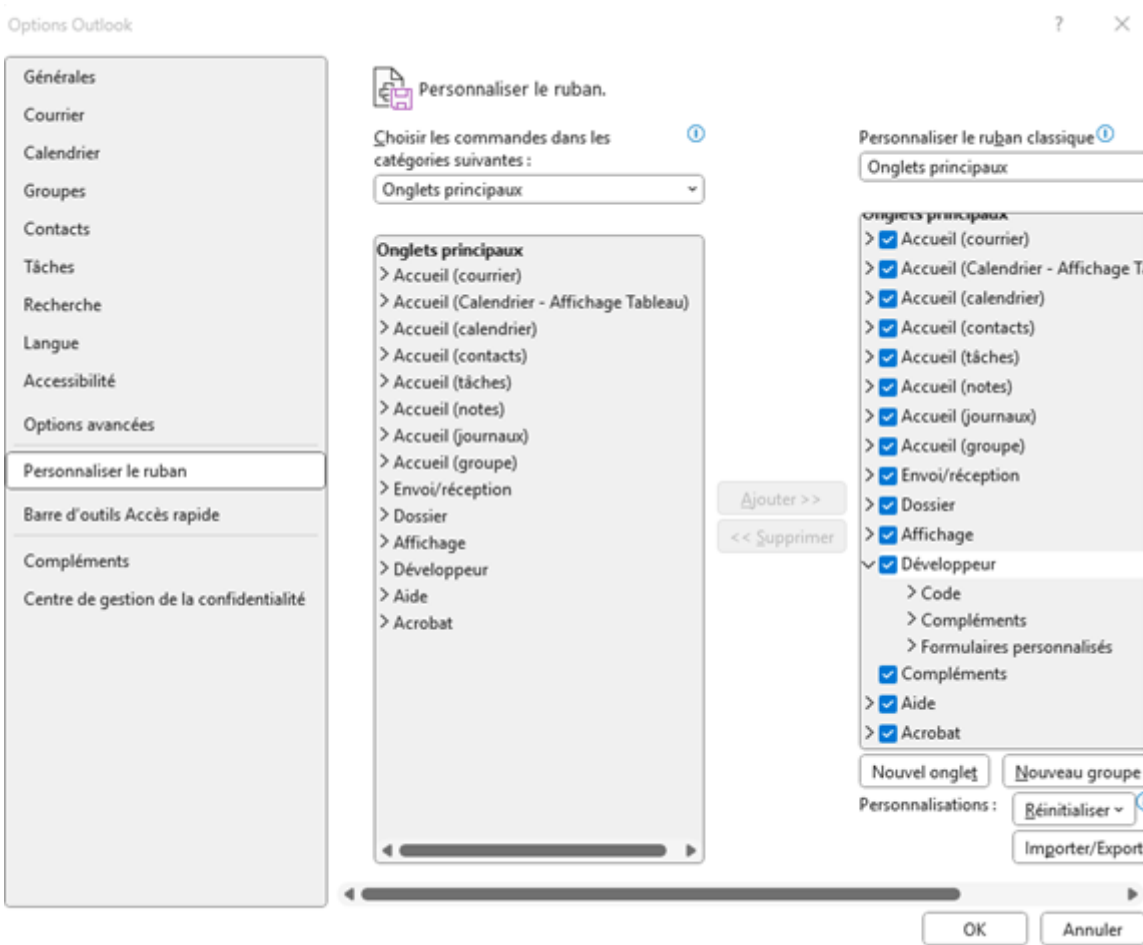 Options Outlook
?
Générales
Courrier
Calendrier
Groupes
Contacts
Tâches
Recherche
Langue
Accessibilité
Options avancées
Personnaliser le ruban
Barre d'outils Accès rapide
Compléments
Centre de gestion de la confidentialité
Personnaliser le ruban.
Choisir les commandes dans les
catégories suivantes :
Onglets principaux
Onglets principaux
Accueil (courrier)
Accueil (Calendrier - Affichage Tableau)
Accueil (calendrier)
Accueil (contacts)
Accueil (tâches)
Accueil (notes)
Accueil (journaux)
Accueil (groupe)
Envoi/réception
Dossier
Affichage
Développeur
Aide
Acrobat
Ajouter >>
<< Supprimer
Personnaliser le ruban classique
Onglets principaux
Onglets principaux
Accueil (courrier)
Accueil (Calendrier - Affichage Ta
Accueil (calendrier)
Accueil (contacts)
Accueil (tâches)
Accueil (notes)
Accueil (journaux)
Accueil (groupe)
Envoi/réception
Dossier
Affichage
Développeur
Code
Compléments
Formulaires personnalisés
Compléments
Aide
Acrobat
Nouvel onglet
Nouveau groupe
Personnalisations :
Réinitialiser
Importer/Export
OK
Annuler